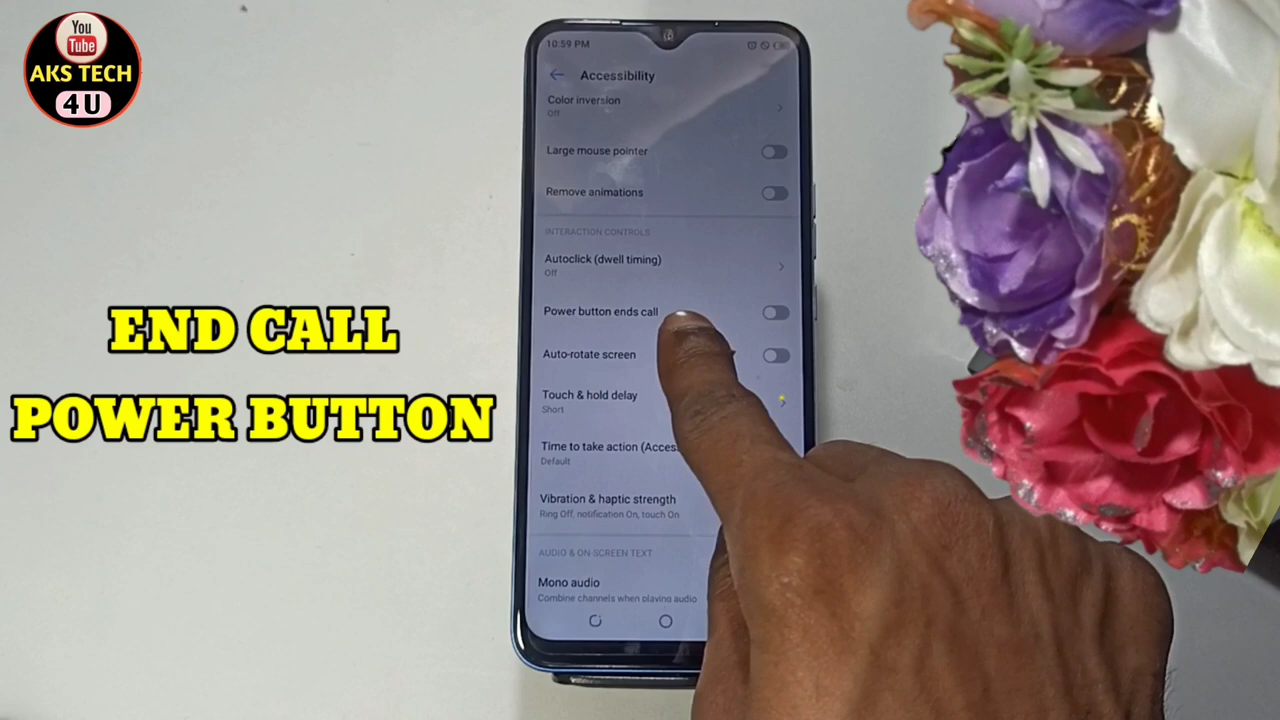 You
Tube
AKS TECH
4 U
END CALL
POWER BUTTON
10:59 PM
Accessibility
Color inversion
Off
Large mouse pointer
Remove animations
INTERACTION CONTROLS
Autoclick (dwell timing)
Off
Power button ends call
Auto-rotate screen
Touch & hold delay
Short
Time to take action (Acces
Default
Vibration & haptic strength
Ring Off, notification On, touch On
AUDIO & ON-SCREEN TEXT
Mono audio
Combine channels when playing audio